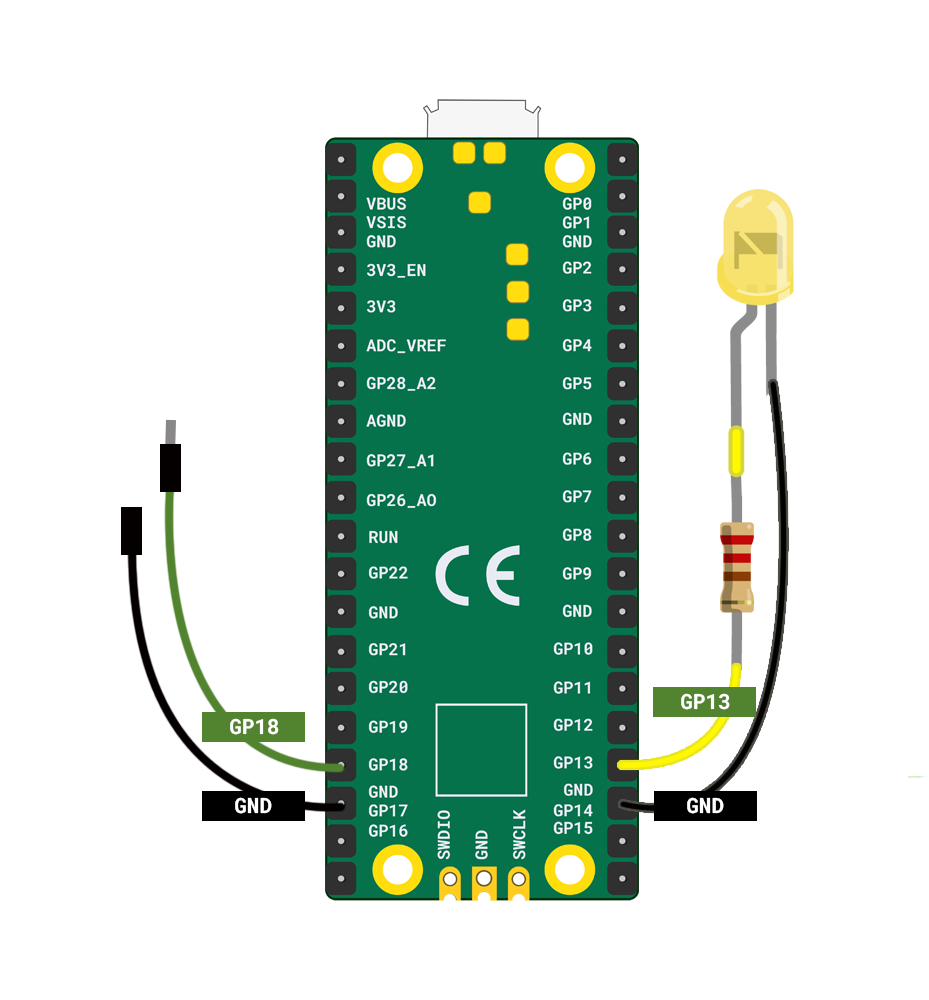 VBUS
VSIS
GND
3V3_EN
3V3
ADC_VREF
GP28_A2
AGND
GP27_A1
GP26_AO
RUN
GP22
GND
GP21
GP20
GP19
GP18
GND
GP17
GP16
GP0
GP1
GND
GP2
GP3
GP4
GP5
GND
GP6
GP7
GP8
GP9
GND
GP10
GP11
GP12
GP13
GND
GP14
GP15
CE
SWDIO
GND
SWCLK
GP18
GND
GP13
GND